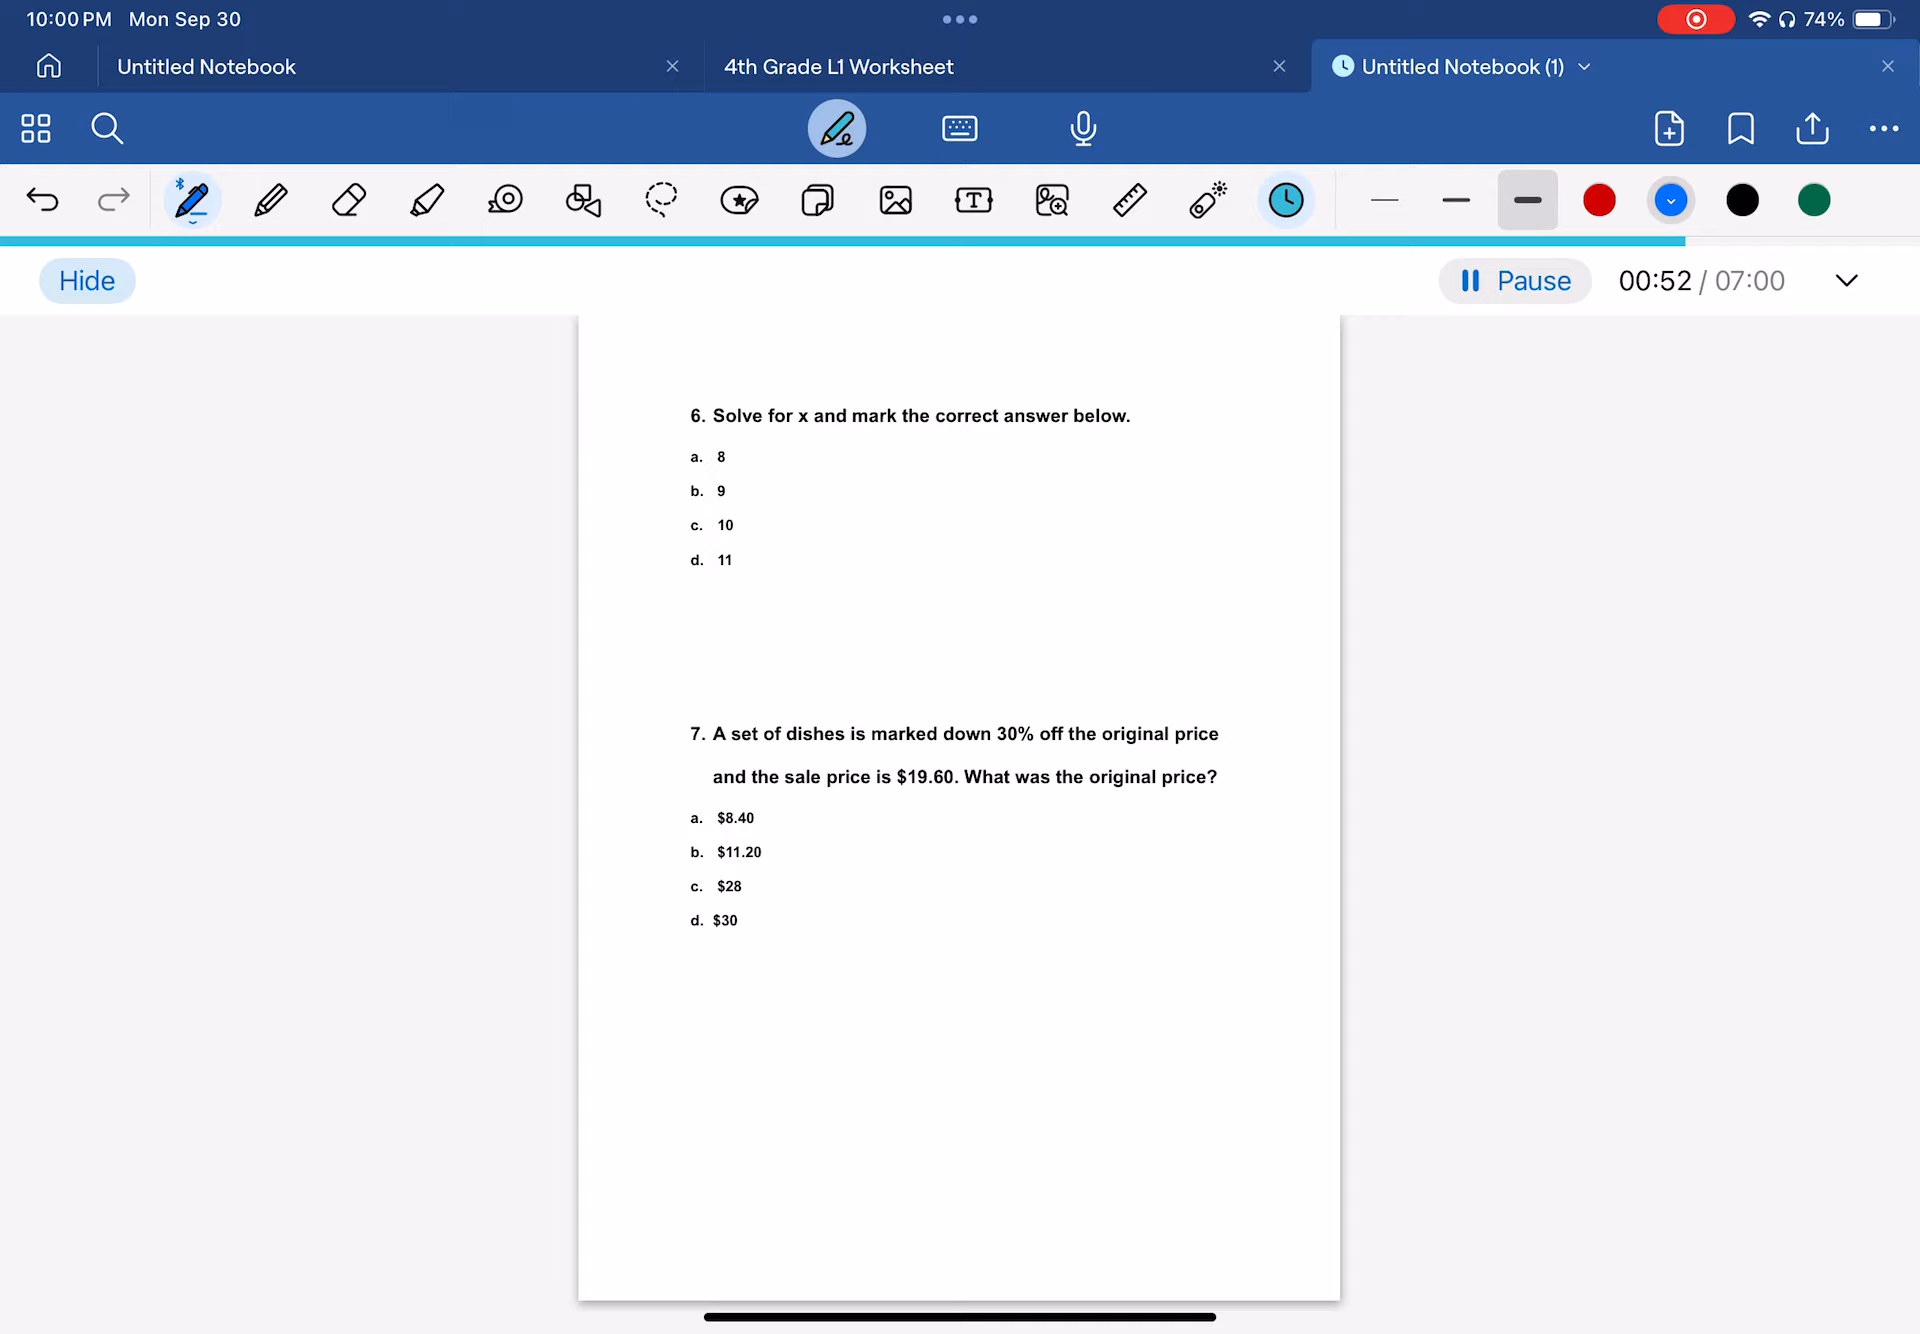 10:00 PM Mon Sep 30
74%
Untitled Notebook
4th Grade L1 Worksheet
Untitled Notebook (1)
Hide
Pause
00:52 / 07:00
6. Solve for x and mark the correct answer below.
a. 8
b. 9
c. 10
d. 11
7. A set of dishes is marked down 30% off the original price
and the sale price is $19.60. What was the original price?
a. $8.40
b. $11.20
c. $28
d. $30